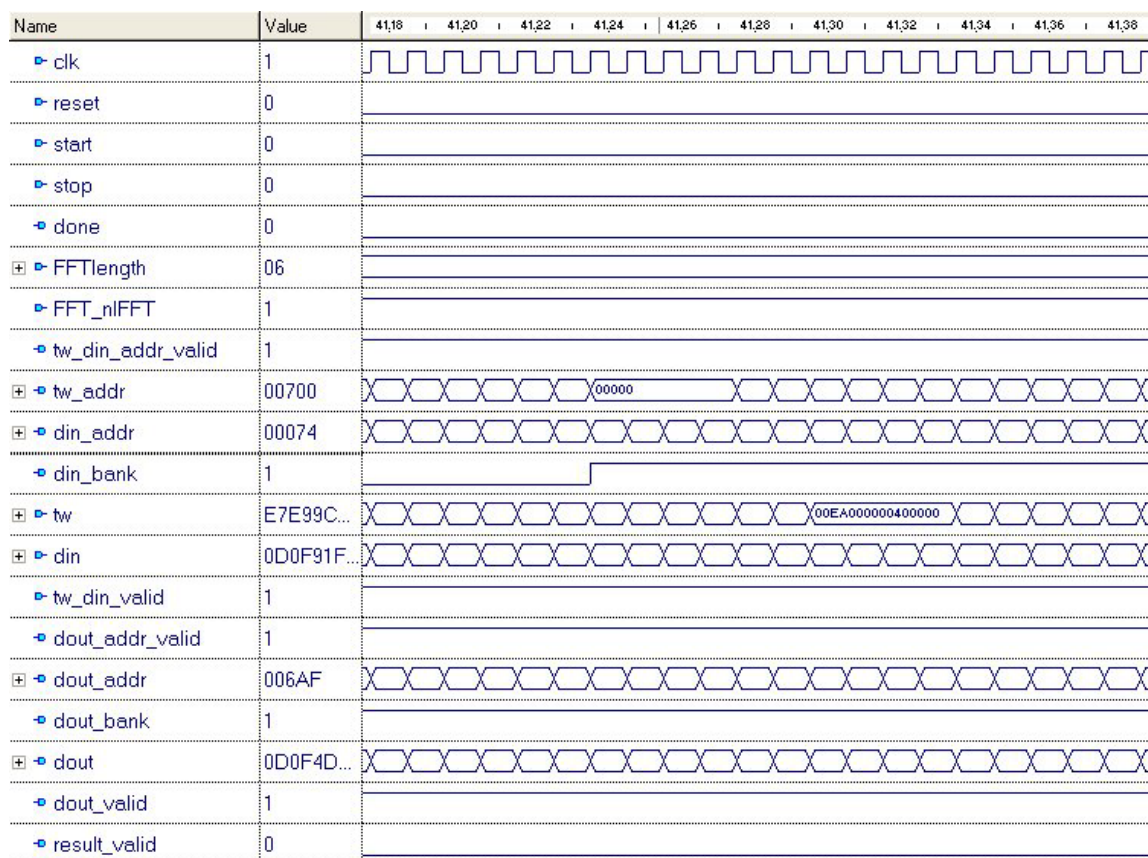 Name Value 41,18 41,20 41,22 41,24 41,26 41,28 41,30 41,32 41,34 41,36 41,38
clk 1
reset 0
start 0
stop 0
done 0
FFTlength 06
FFT_nIFFT 1
tw_din_addr_valid 1
tw_addr 00700 00000
din_addr 00074
din_bank 1
tw E7E99C... 00EA000000400000
din 0D0F91F...
tw_din_valid 1
dout_addr_valid 1
dout_addr 006AF
dout_bank 1
dout 0D0F4D...
dout_valid 1
result_valid 0